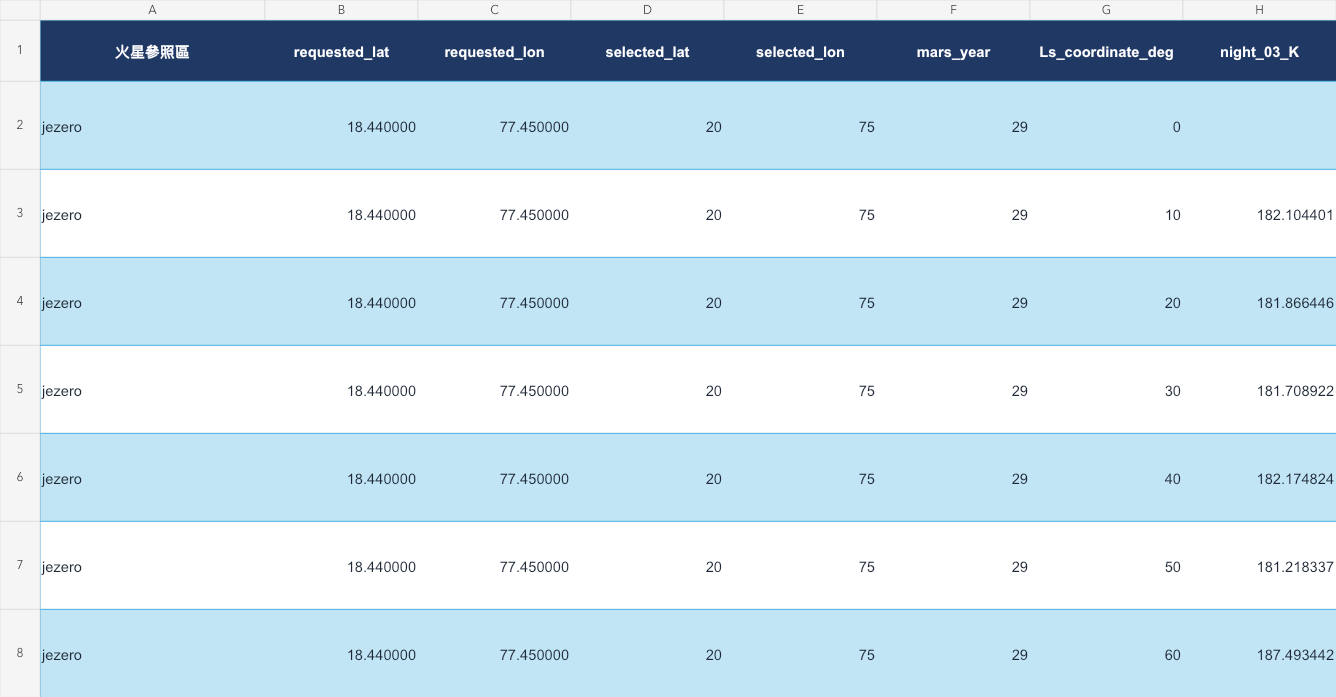 A B C D E F G H
1 火星參照區 requested_lat requested_lon selected_lat selected_lon mars_year Ls_coordinate_deg night_03_K
2 jezero 18.440000 77.450000 20 75 29 0
3 jezero 18.440000 77.450000 20 75 29 10 182.104401
4 jezero 18.440000 77.450000 20 75 29 20 181.866446
5 jezero 18.440000 77.450000 20 75 29 30 181.708922
6 jezero 18.440000 77.450000 20 75 29 40 182.174824
7 jezero 18.440000 77.450000 20 75 29 50 181.218337
8 jezero 18.440000 77.450000 20 75 29 60 187.493442